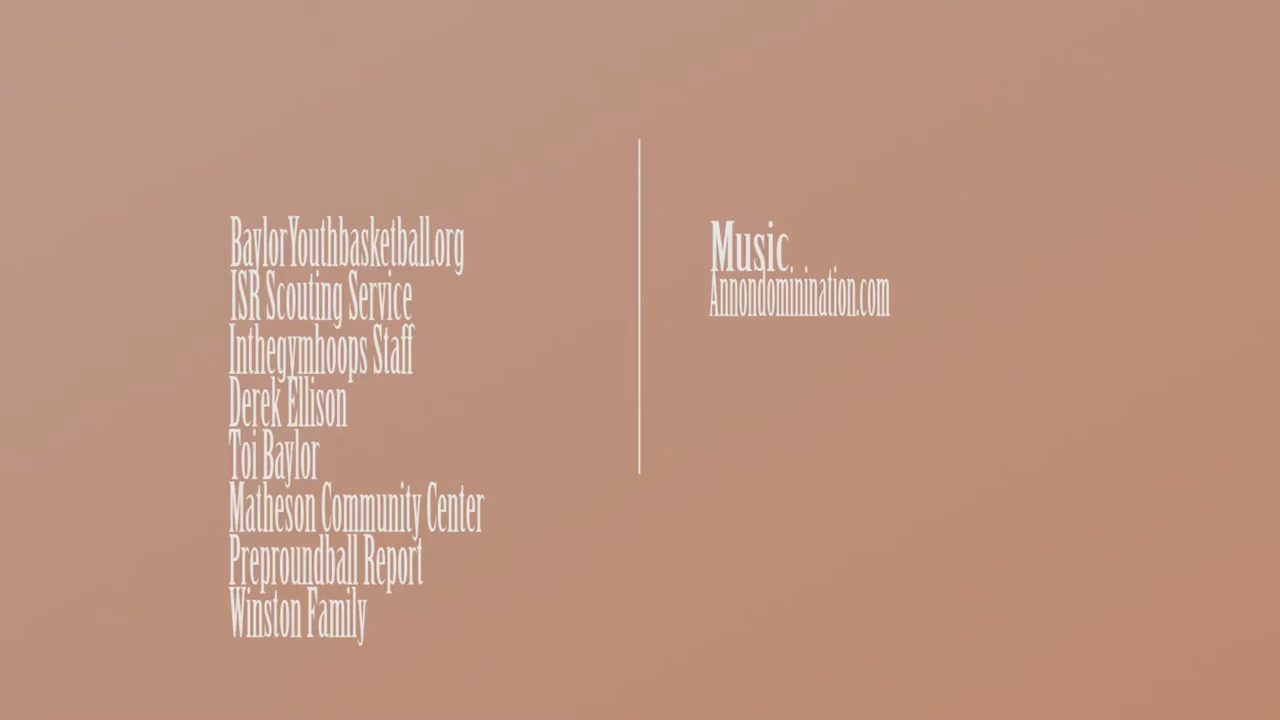 BaylorYouthbasketball.org
ISR Scouting Service
Inthegymhoops Staff
Derek Ellison
Toi Baylor
Matheson Community Center
Preproundball Report
Winston Family
Music
Annondominination.com